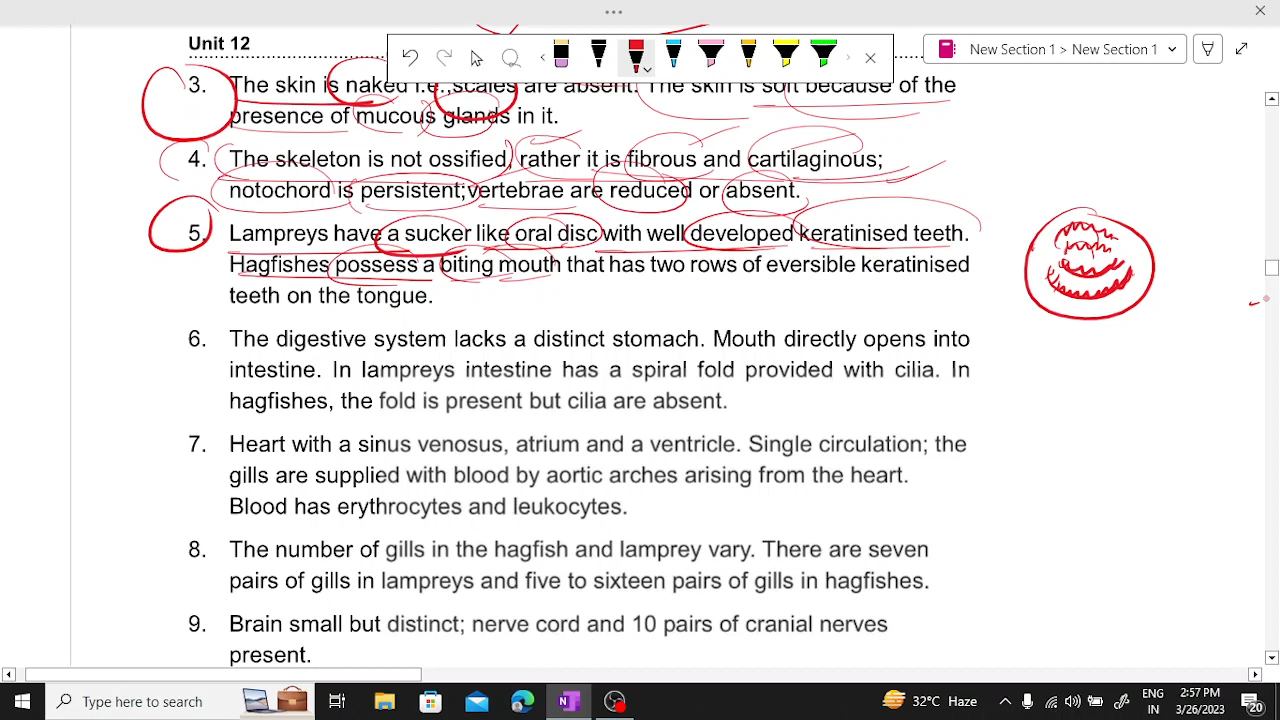 Unit 12
New Section 1 > New Section 1
3. The skin is naked i.e.,scales are absent. The skin is soft because of the
presence of mucous glands in it.
4. The skeleton is not ossified, rather it is fibrous and cartilaginous;
notochord is persistent;vertebrae are reduced or absent.
5. Lampreys have a sucker like oral disc with well developed keratinised teeth.
Hagfishes possess a biting mouth that has two rows of eversible keratinised
teeth on the tongue.
6. The digestive system lacks a distinct stomach. Mouth directly opens into
intestine. In lampreys intestine has a spiral fold provided with cilia. In
hagfishes, the fold is present but cilia are absent.
7. Heart with a sinus venosus, atrium and a ventricle. Single circulation; the
gills are supplied with blood by aortic arches arising from the heart.
Blood has erythrocytes and leukocytes.
8. The number of gills in the hagfish and lamprey vary. There are seven
pairs of gills in lampreys and five to sixteen pairs of gills in hagfishes.
9. Brain small but distinct; nerve cord and 10 pairs of cranial nerves
present.
Type here to search
32°C Haze
ENG
IN
2:57 PM
3/26/2023
20